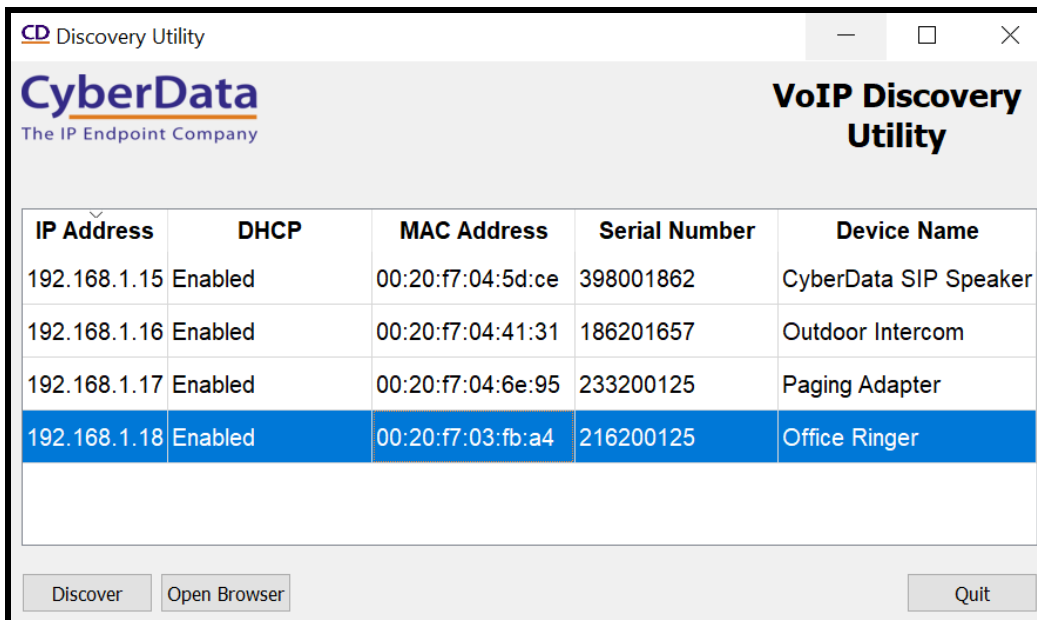 CD Discovery Utility
CyberData
The IP Endpoint Company
VoIP Discovery
Utility
IP Address DHCP MAC Address Serial Number Device Name
192.168.1.15 Enabled 00:20:f7:04:5d:ce 398001862 CyberData SIP Speaker
192.168.1.16 Enabled 00:20:f7:04:41:31 186201657 Outdoor Intercom
192.168.1.17 Enabled 00:20:f7:04:6e:95 233200125 Paging Adapter
192.168.1.18 Enabled 00:20:f7:03:fb:a4 216200125 Office Ringer
Discover Open Browser Quit